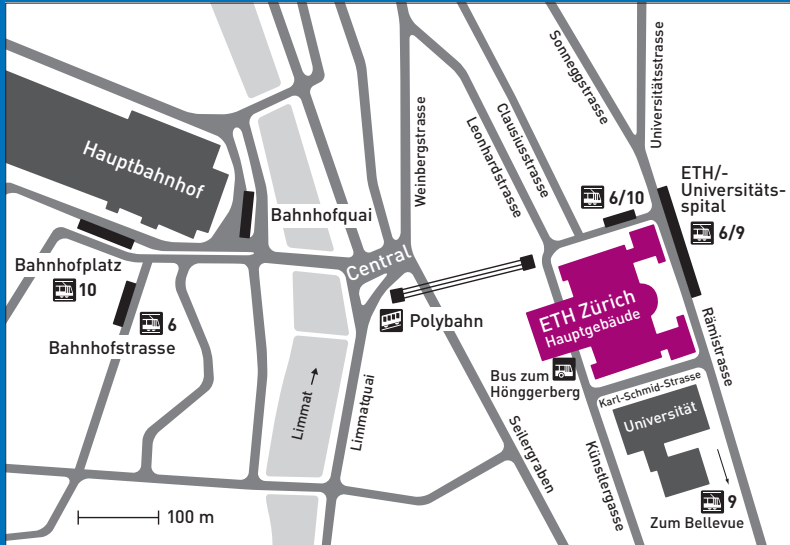 Hauptbahnhof
Bahnhofquai
Bahnhofplatz
10
6
Bahnhofstrasse
Central
Polybahn
Weinbergstrasse
Leonhardstrasse
Clausiusstrasse
Sonneggstrasse
Universitätsstrasse
ETH/-
Universitäts-
spital
6/9
6/10
ETH Zürich
Hauptgebäude
Rämistrasse
Bus zum
Hönggerberg
Karl-Schmid-Strasse
Universität
Limmat
Limmatquai
Seilergraben
Künstlergasse
9
Zum Bellevue
100 m